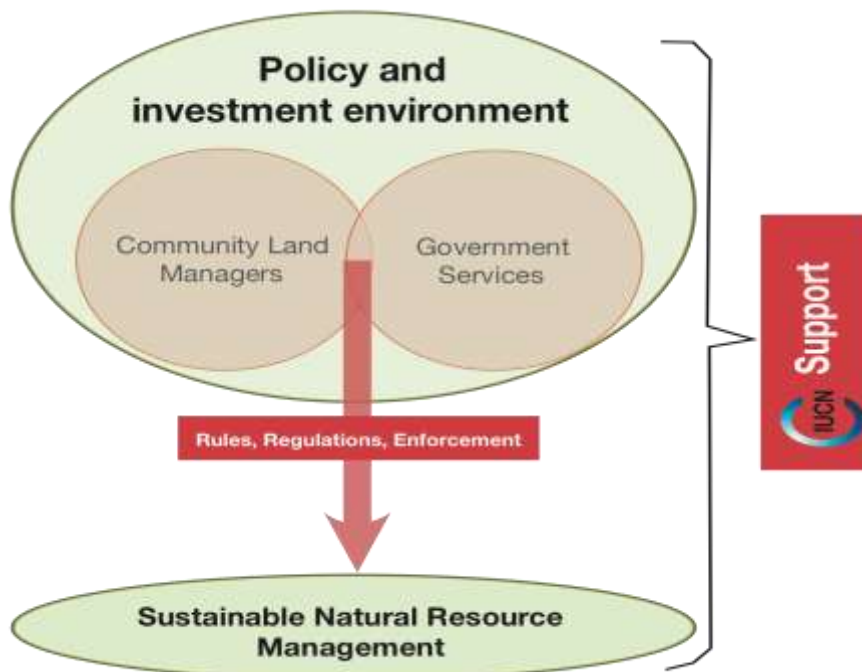 Policy and
investment environment
Community Land
Managers
Government
Services
Rules, Regulations, Enforcement
Sustainable Natural Resource
Management
IUCN Support